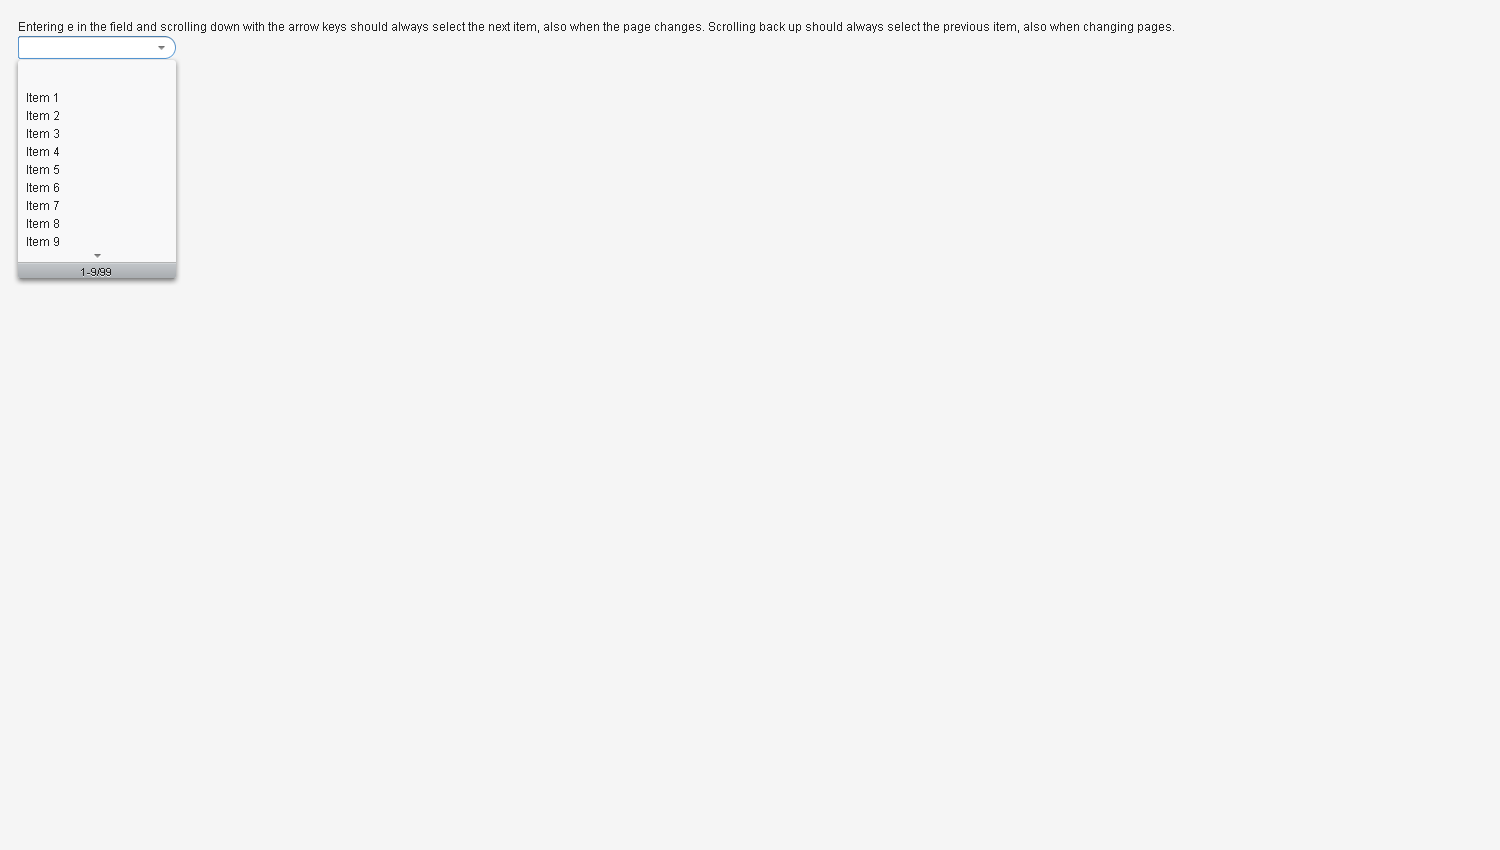 Entering e in the field and scrolling down with the arrow keys should always select the next item, also when the page changes. Scrolling back up should always select the previous item, also when changing pages.
Item 1
Item 2
Item 3
Item 4
Item 5
Item 6
Item 7
Item 8
Item 9
1-9/99